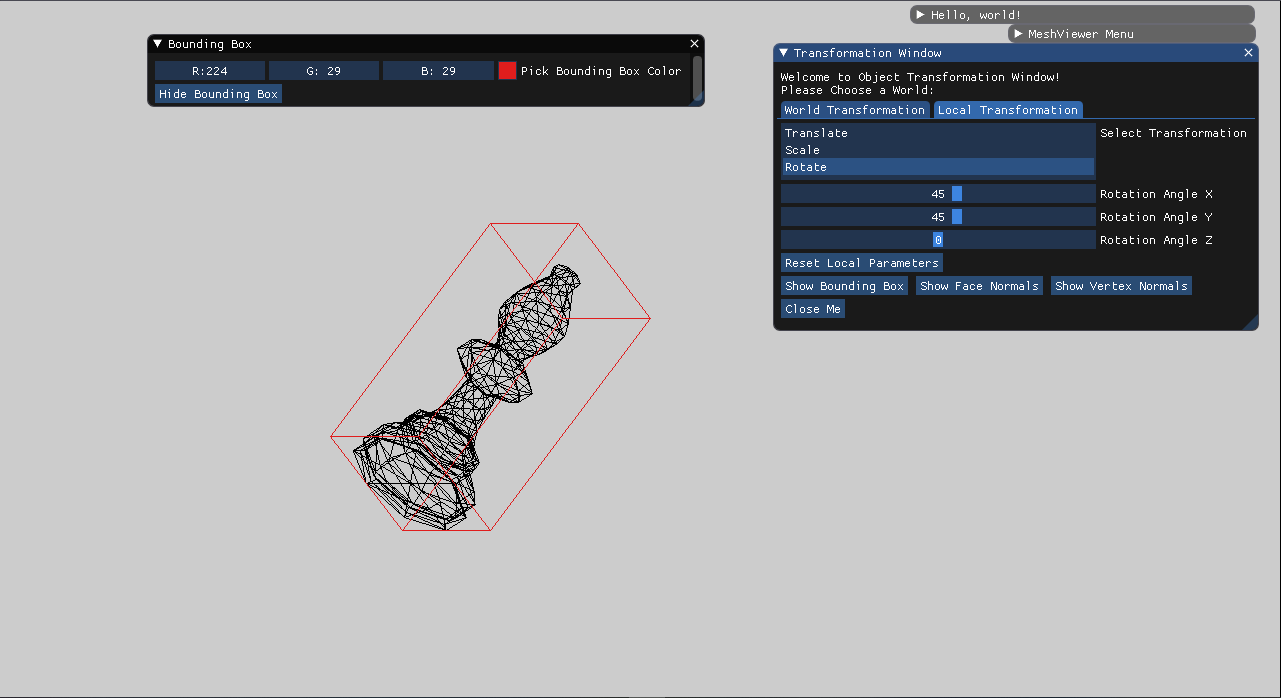 Hello, world!
MeshViewer Menu
Bounding Box
R:224 G: 29 B: 29 Pick Bounding Box Color
Hide Bounding Box
Transformation Window
Welcome to Object Transformation Window!
Please Choose a World:
World Transformation Local Transformation
Translate Select Transformation
Scale
Rotate
45 Rotation Angle X
45 Rotation Angle Y
0 Rotation Angle Z
Reset Local Parameters
Show Bounding Box Show Face Normals Show Vertex Normals
Close Me